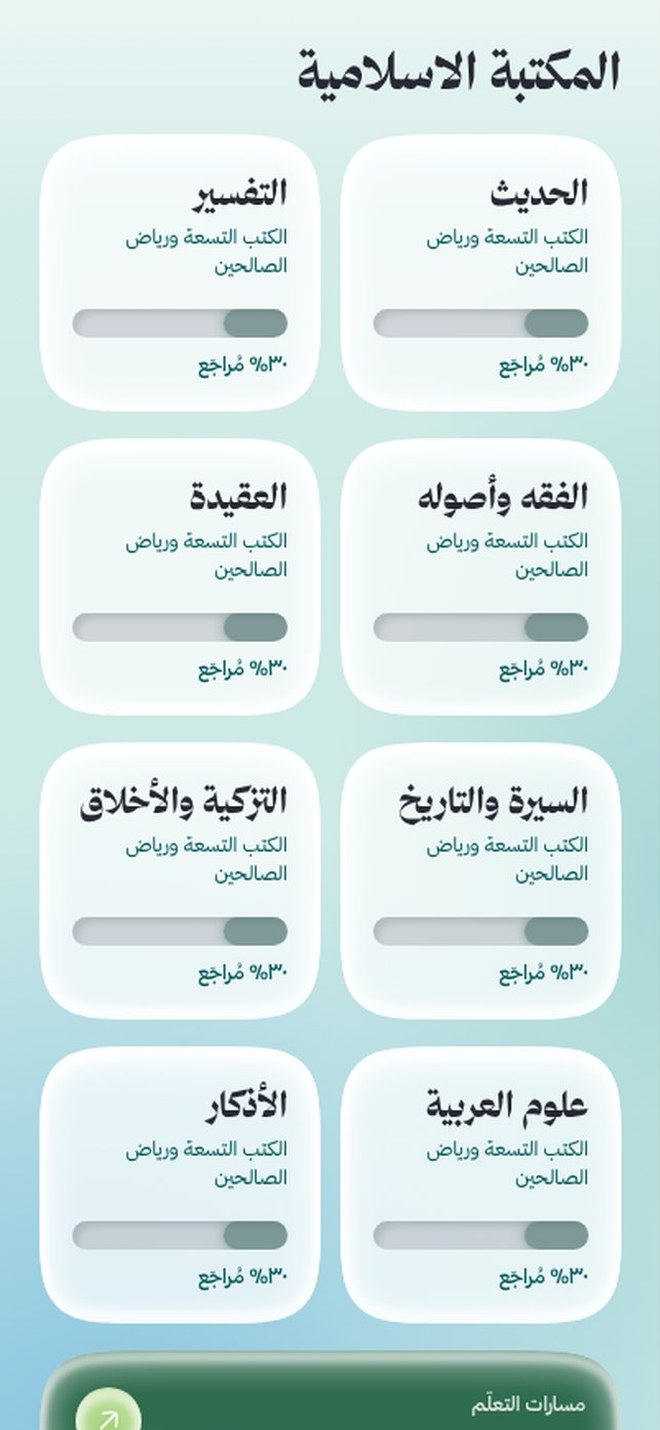 المكتبة الاسلامية
الحديث
الكتب التسعة ورياض
الصالحين
٣٠% مُراجَع
التفسير
الكتب التسعة ورياض
الصالحين
٣٠% مُراجَع
الفقه وأصوله
الكتب التسعة ورياض
الصالحين
٣٠% مُراجَع
العقيدة
الكتب التسعة ورياض
الصالحين
٣٠% مُراجَع
السيرة والتاريخ
الكتب التسعة ورياض
الصالحين
٣٠% مُراجَع
التزكية والأخلاق
الكتب التسعة ورياض
الصالحين
٣٠% مُراجَع
علوم العربية
الكتب التسعة ورياض
الصالحين
٣٠% مُراجَع
الأذكار
الكتب التسعة ورياض
الصالحين
٣٠% مُراجَع
مسارات التعلّم